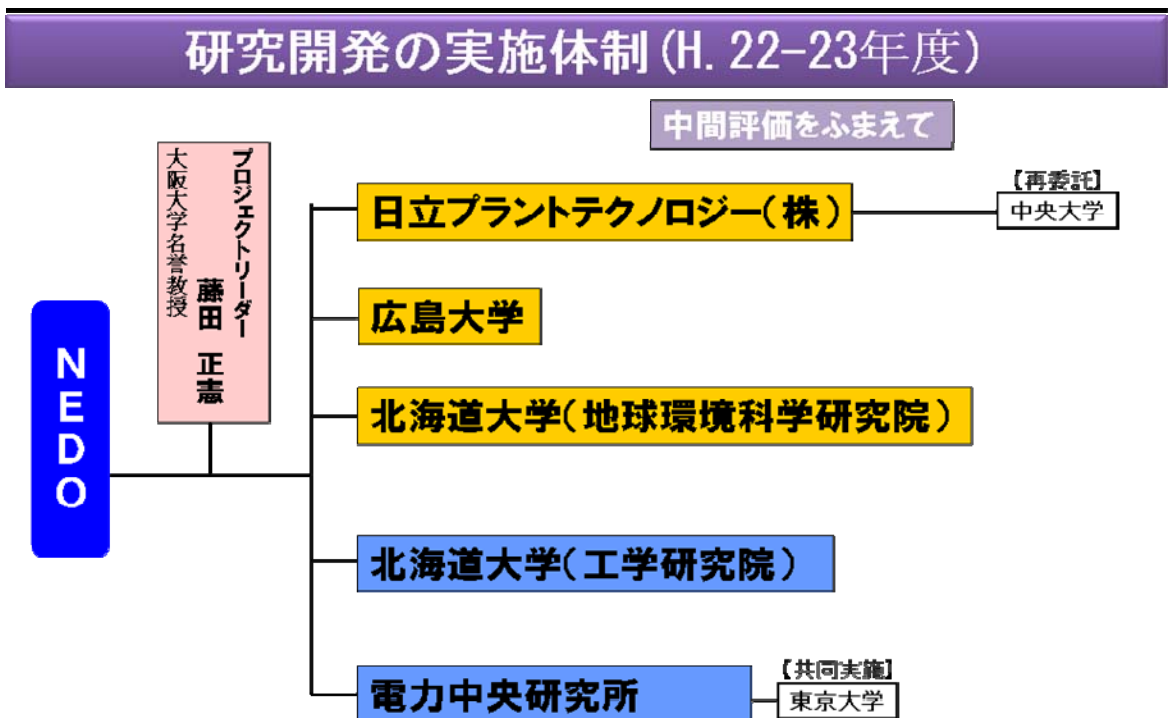 研究開発の実施体制(H. 22-23年度)
中間評価をふまえて
プロジェクトリーダー
藤田 正憲
大阪大学名誉教授
NEDO
日立プラントテクノロジー(株)
【再委託】
中央大学
広島大学
北海道大学(地球環境科学研究院)
北海道大学(工学研究院)
電力中央研究所
【共同実施】
東京大学